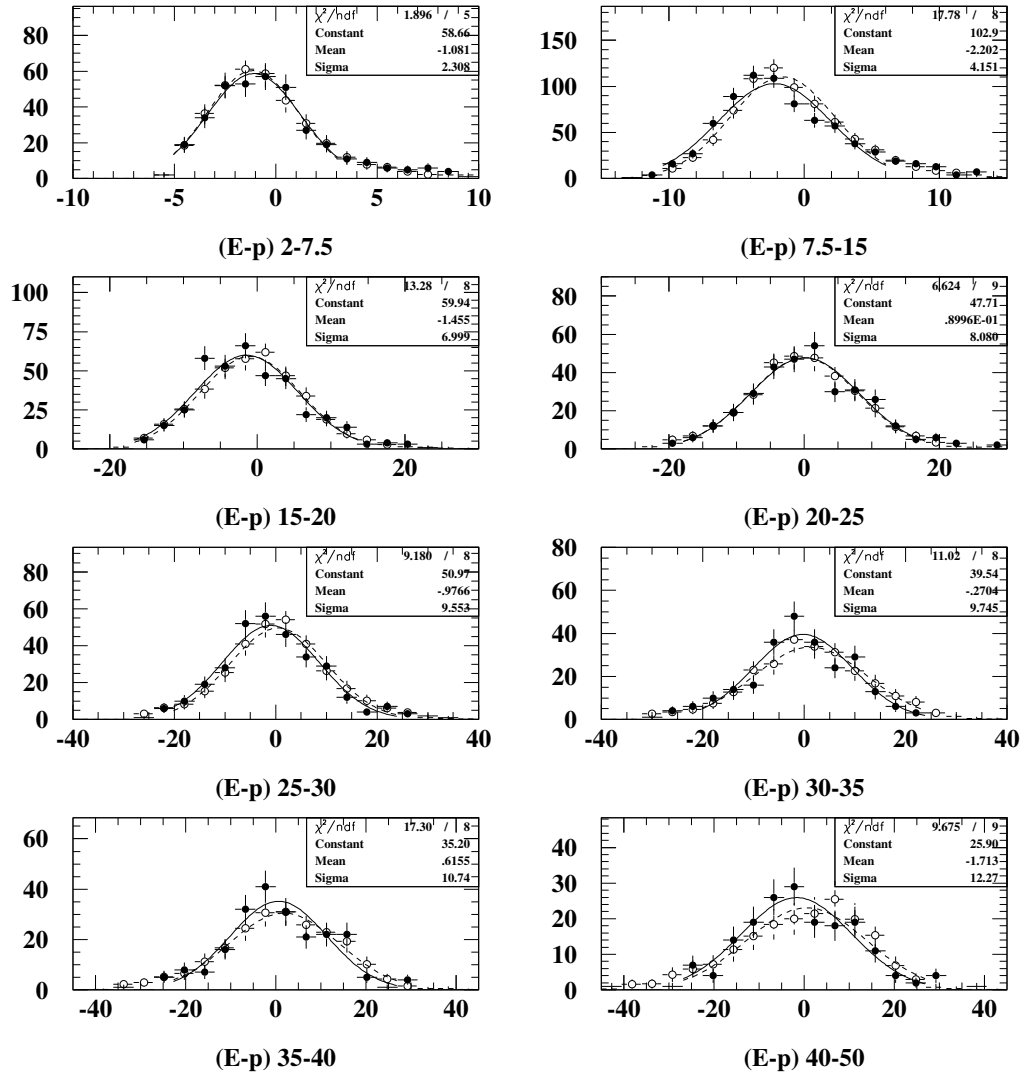 χ²/ndf 1.896 / 5
Constant 58.66
Mean -1.081
Sigma 2.308
80
60
40
20
0
-10 -5 0 5 10
(E-p) 2-7.5
χ²/ndf 17.78 / 8
Constant 102.9
Mean -2.202
Sigma 4.151
150
100
50
0
-10 0 10
(E-p) 7.5-15
χ²/ndf 13.28 / 8
Constant 59.94
Mean -1.455
Sigma 6.999
100
75
50
25
0
-20 0 20
(E-p) 15-20
χ²/ndf 6.624 / 9
Constant 47.71
Mean .8996E-01
Sigma 8.080
80
60
40
20
0
-20 0 20
(E-p) 20-25
χ²/ndf 9.180 / 8
Constant 50.97
Mean -.9766
Sigma 9.553
80
60
40
20
0
-40 -20 0 20 40
(E-p) 25-30
χ²/ndf 11.02 / 8
Constant 39.54
Mean -.2704
Sigma 9.745
80
60
40
20
0
-40 -20 0 20 40
(E-p) 30-35
χ²/ndf 17.30 / 8
Constant 35.20
Mean .6155
Sigma 10.74
60
40
20
0
-40 -20 0 20 40
(E-p) 35-40
χ²/ndf 9.675 / 9
Constant 25.90
Mean -1.713
Sigma 12.27
40
30
20
10
0
-40 -20 0 20 40
(E-p) 40-50